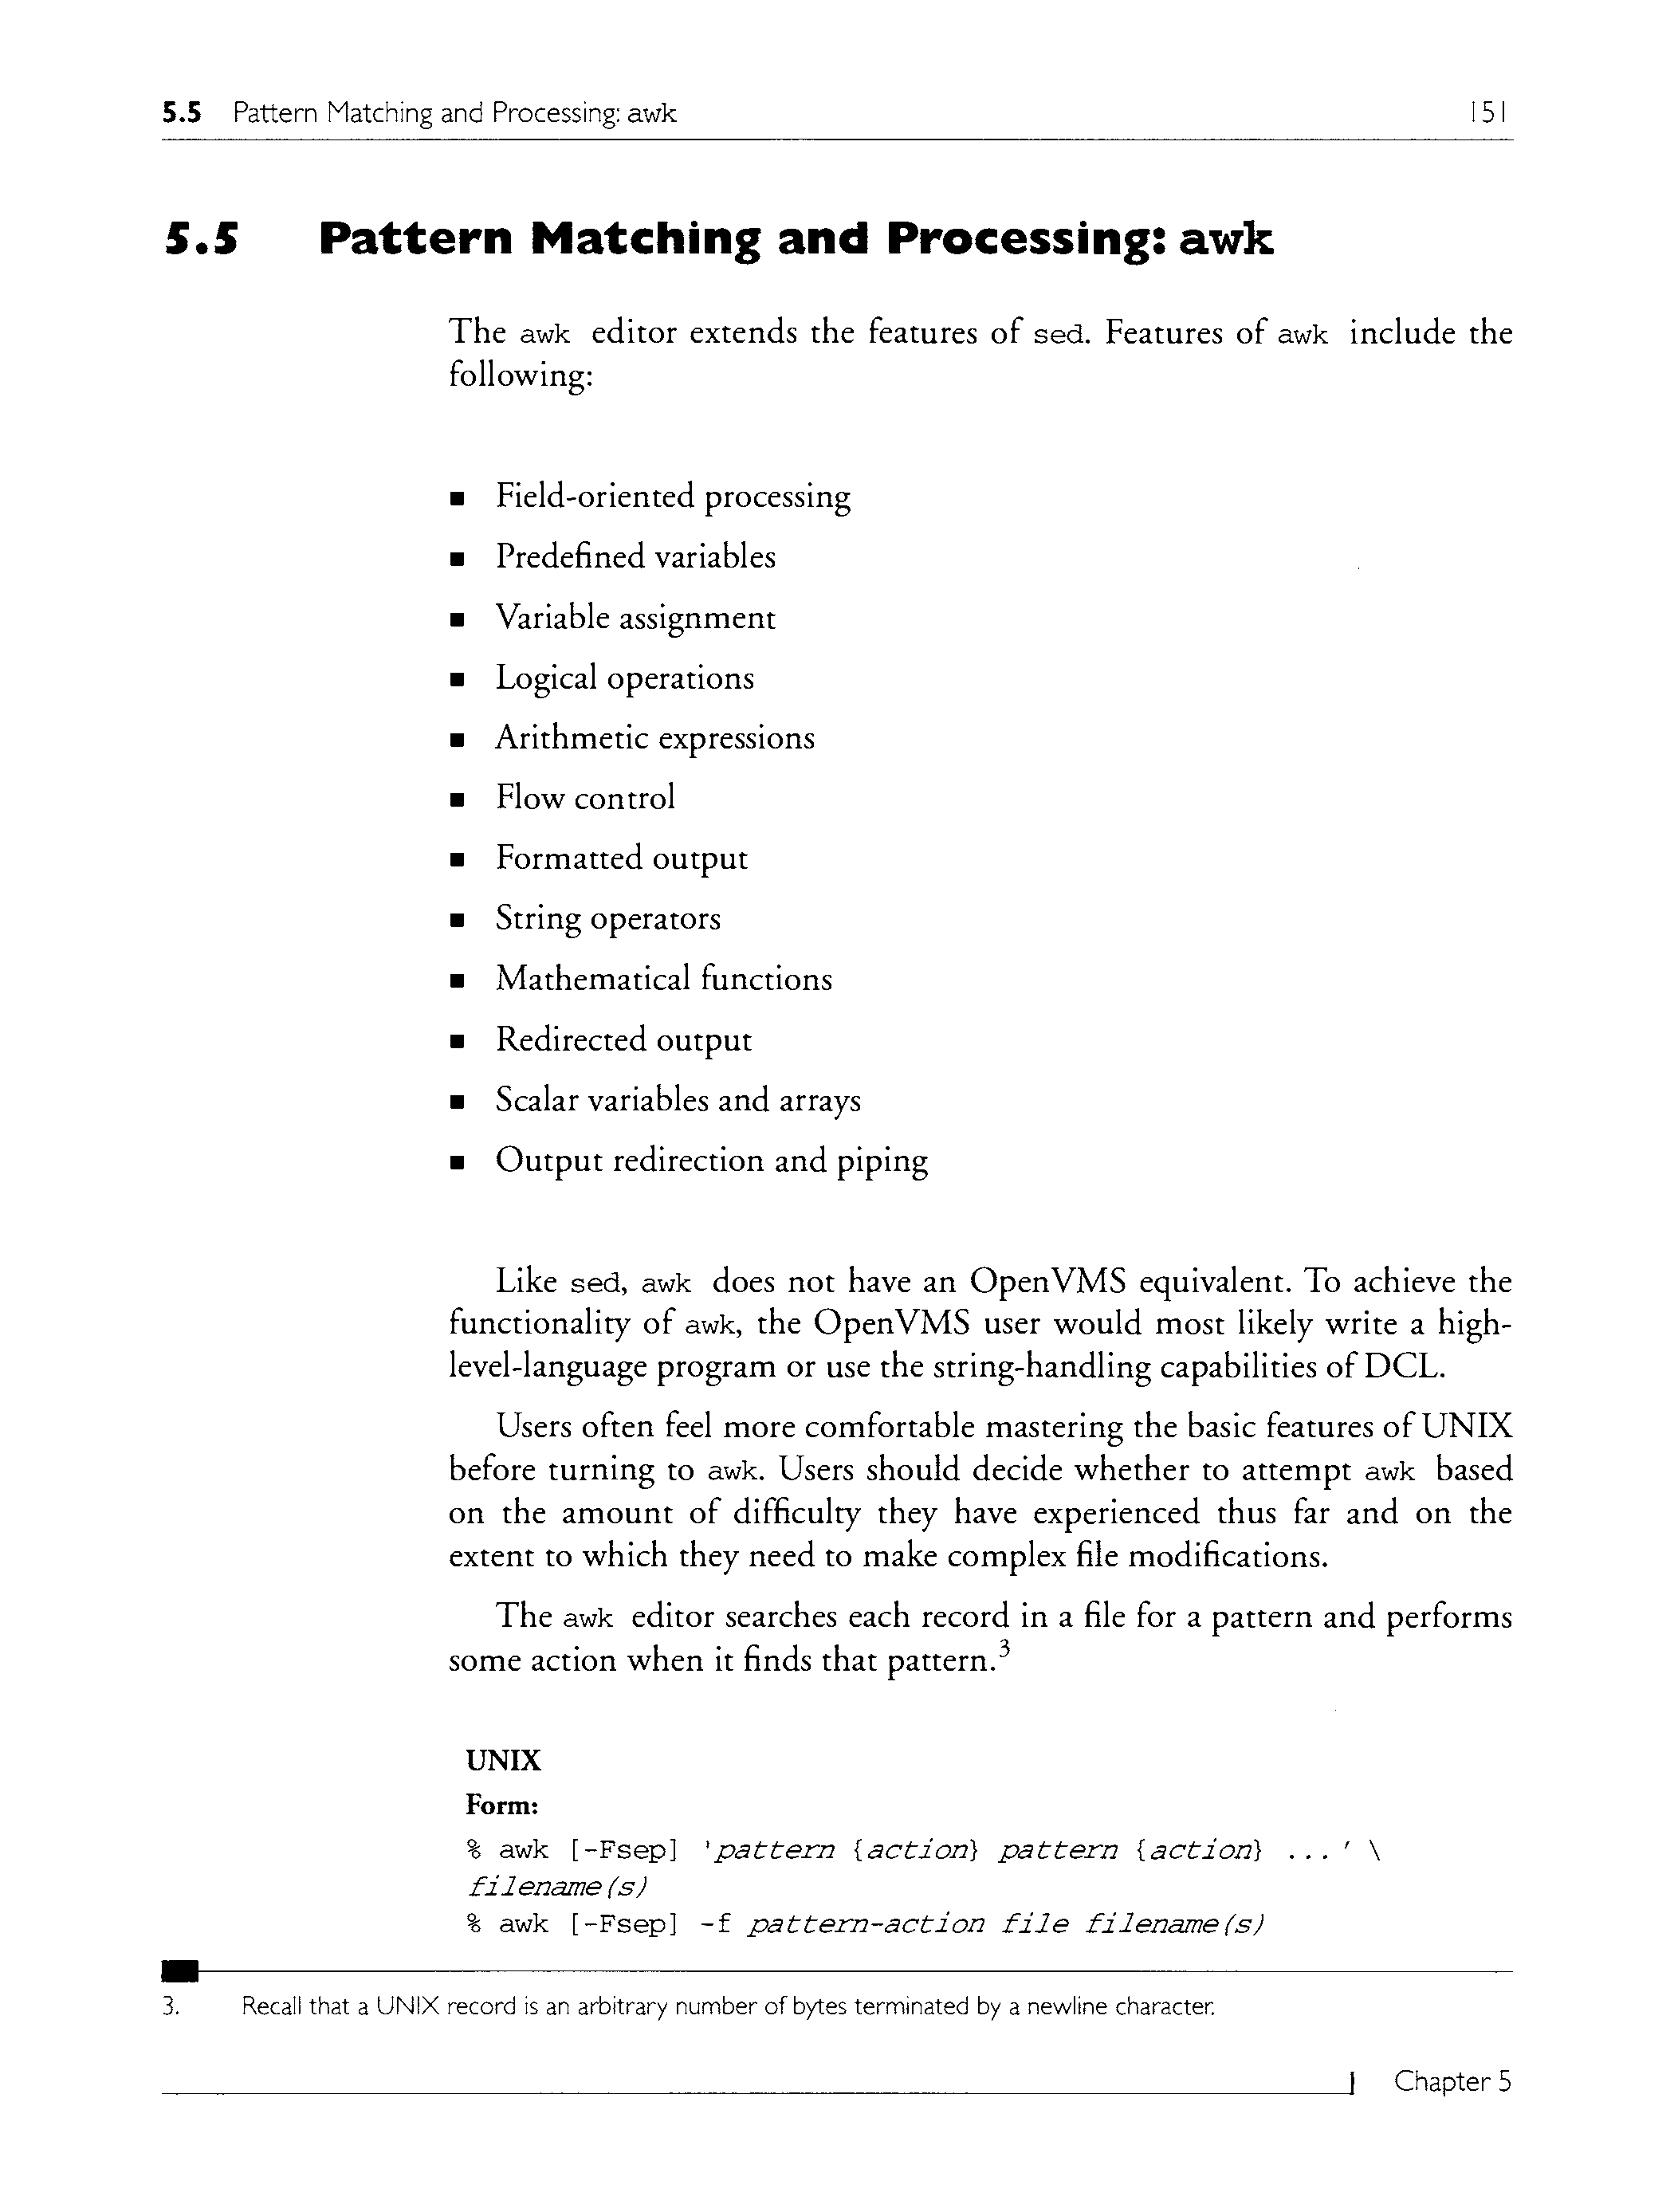 5.5 Pattern Matching and Processing: awk 151
5.5 Pattern Matching and Processing: awk
The awk editor extends the features of sed. Features of awk include the
following:
■ Field-oriented processing
■ Predefined variables
■ Variable assignment
■ Logical operations
■ Arithmetic expressions
■ Flow control
■ Formatted output
■ String operators
■ Mathematical functions
■ Redirected output
■ Scalar variables and arrays
■ Output redirection and piping
Like sed, awk does not have an OpenVMS equivalent. To achieve the
functionality of awk, the OpenVMS user would most likely write a high-
level-language program or use the string-handling capabilities of DCL.
Users often feel more comfortable mastering the basic features of UNIX
before turning to awk. Users should decide whether to attempt awk based
on the amount of difficulty they have experienced thus far and on the
extent to which they need to make complex file modifications.
The awk editor searches each record in a file for a pattern and performs
some action when it finds that pattern.3
UNIX
Form:
% awk [-Fsep] 'pattern {action} pattern {action} ...' \
filename(s)
% awk [-Fsep] -f pattern-action file filename(s)
3. Recall that a UNIX record is an arbitrary number of bytes terminated by a newline character.
Chapter 5